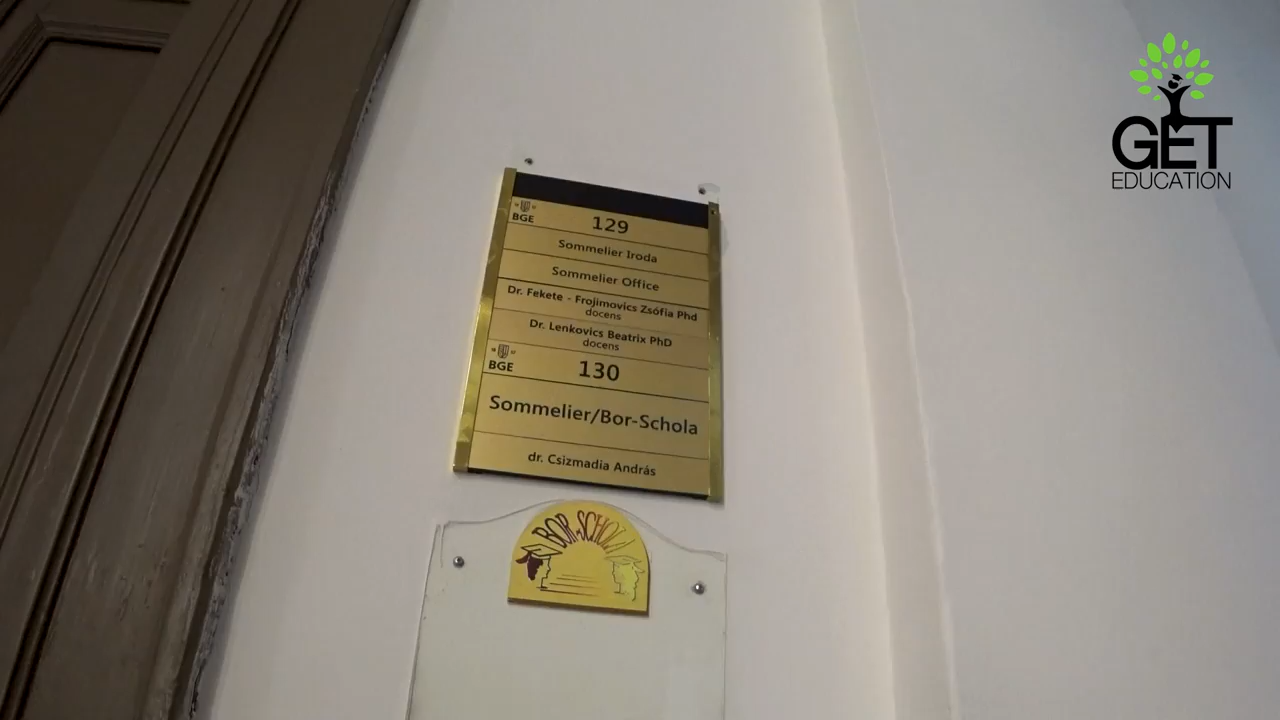 GET
EDUCATION
BGE
129
Sommelier Iroda
Sommelier Office
Dr. Fekete - Frojimovics Zsófia Phd
docens
Dr. Lenkovics Beatrix PhD
docens
BGE
130
Sommelier/Bor-Schola
dr. Csizmadia András
BOR-SCHOLA